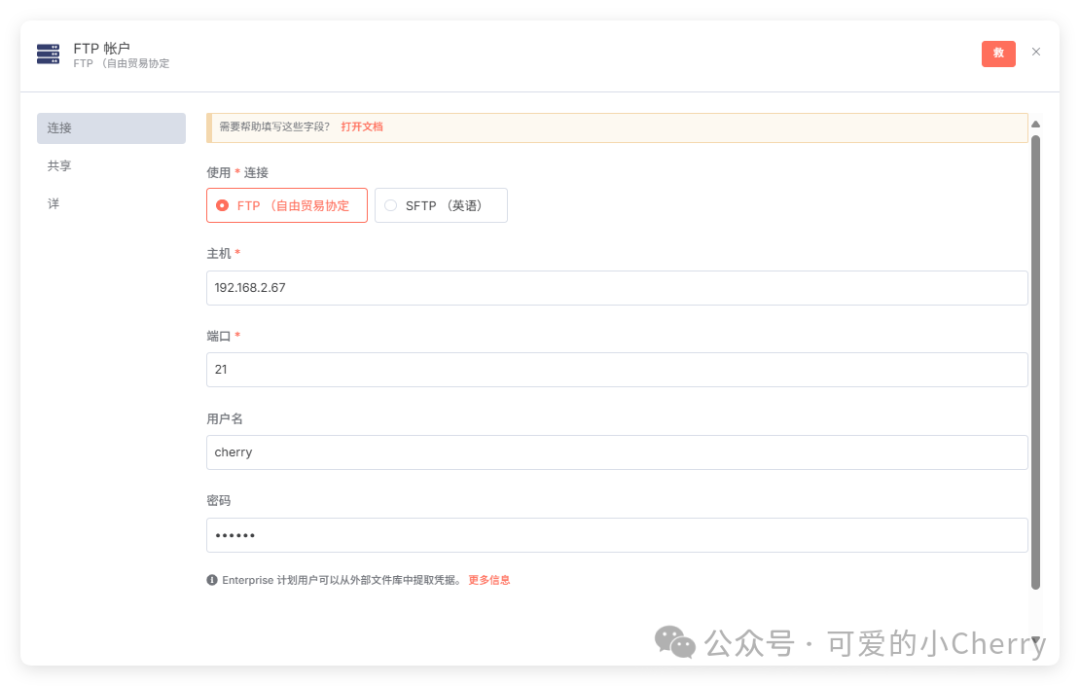 FTP 帐户
FTP （自由贸易协定
救
连接
共享
详
需要帮助填写这些字段？ 打开文档
使用 * 连接
FTP （自由贸易协定
SFTP （英语）
主机 *
192.168.2.67
端口 *
21
用户名
cherry
密码
••••••
Enterprise 计划用户可以从外部文件库中提取凭据。 更多信息
公众号 · 可爱的小Cherry